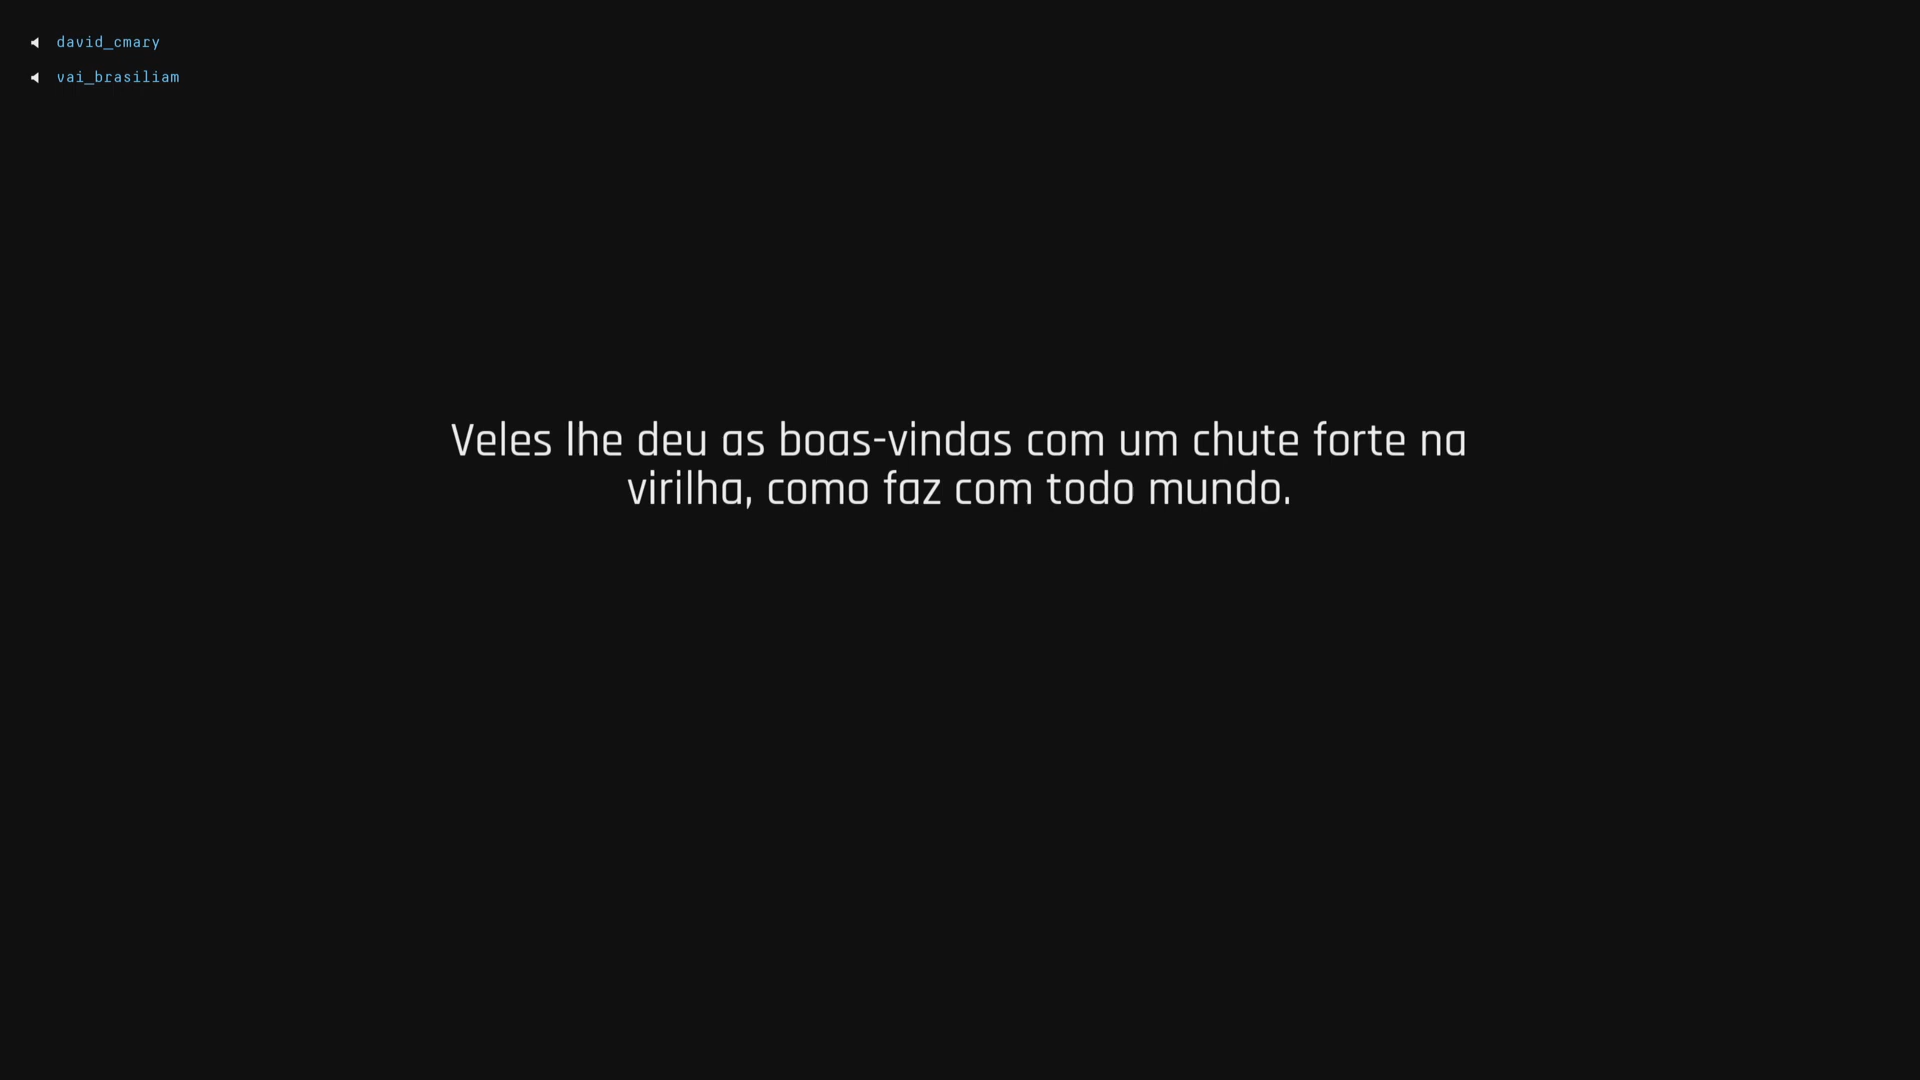 david_cmary
vai_brasiliam
Veles lhe deu as boas-vindas com um chute forte na
virilha, como faz com todo mundo.